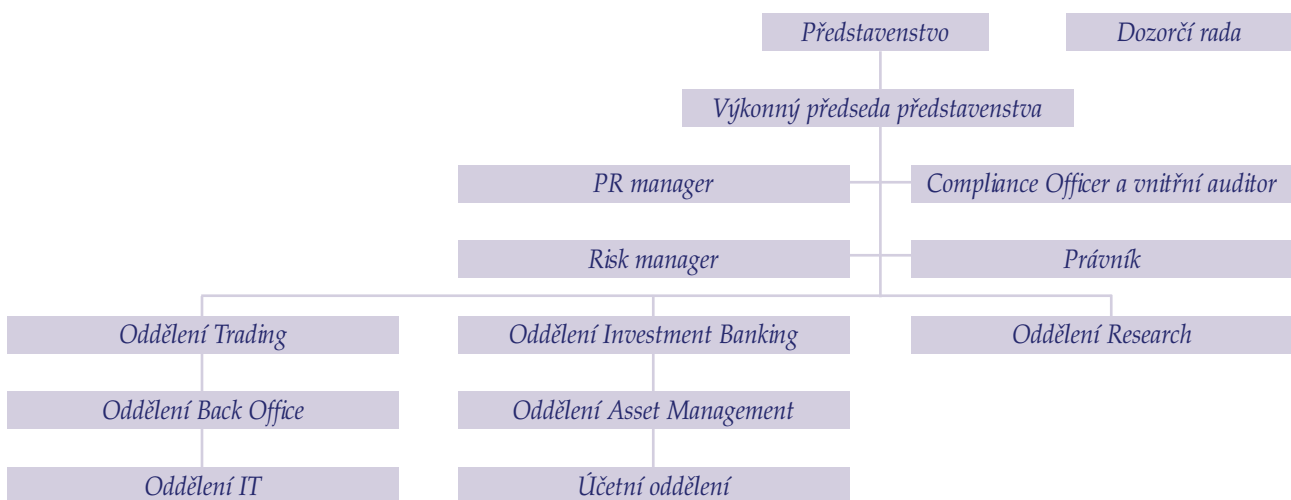 Představenstvo
Dozorčí rada
Výkonný předseda představenstva
PR manager
Compliance Officer a vnitřní auditor
Risk manager
Právník
Oddělení Trading
Oddělení Investment Banking
Oddělení Research
Oddělení Back Office
Oddělení Asset Management
Oddělení IT
Účetní oddělení